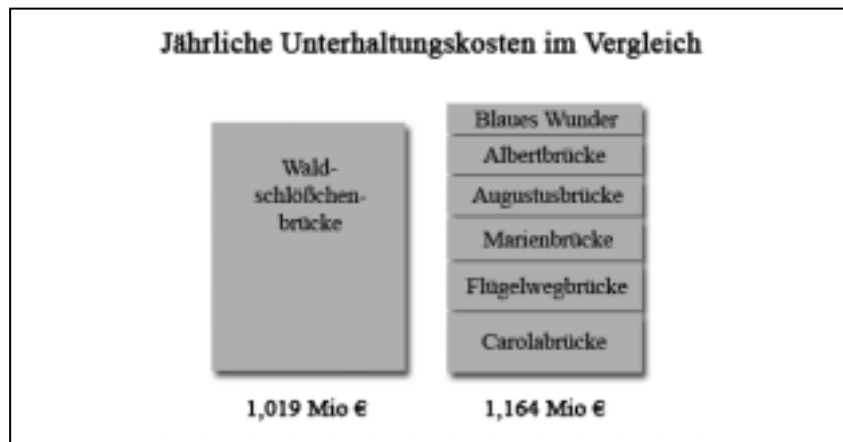 Jährliche Unterhaltungskosten im Vergleich
Wald-
schlößchen-
brücke
Blaues Wunder
Albertbrücke
Augustusbrücke
Marienbrücke
Flügelwegbrücke
Carolabrücke
1,019 Mio €
1,164 Mio €